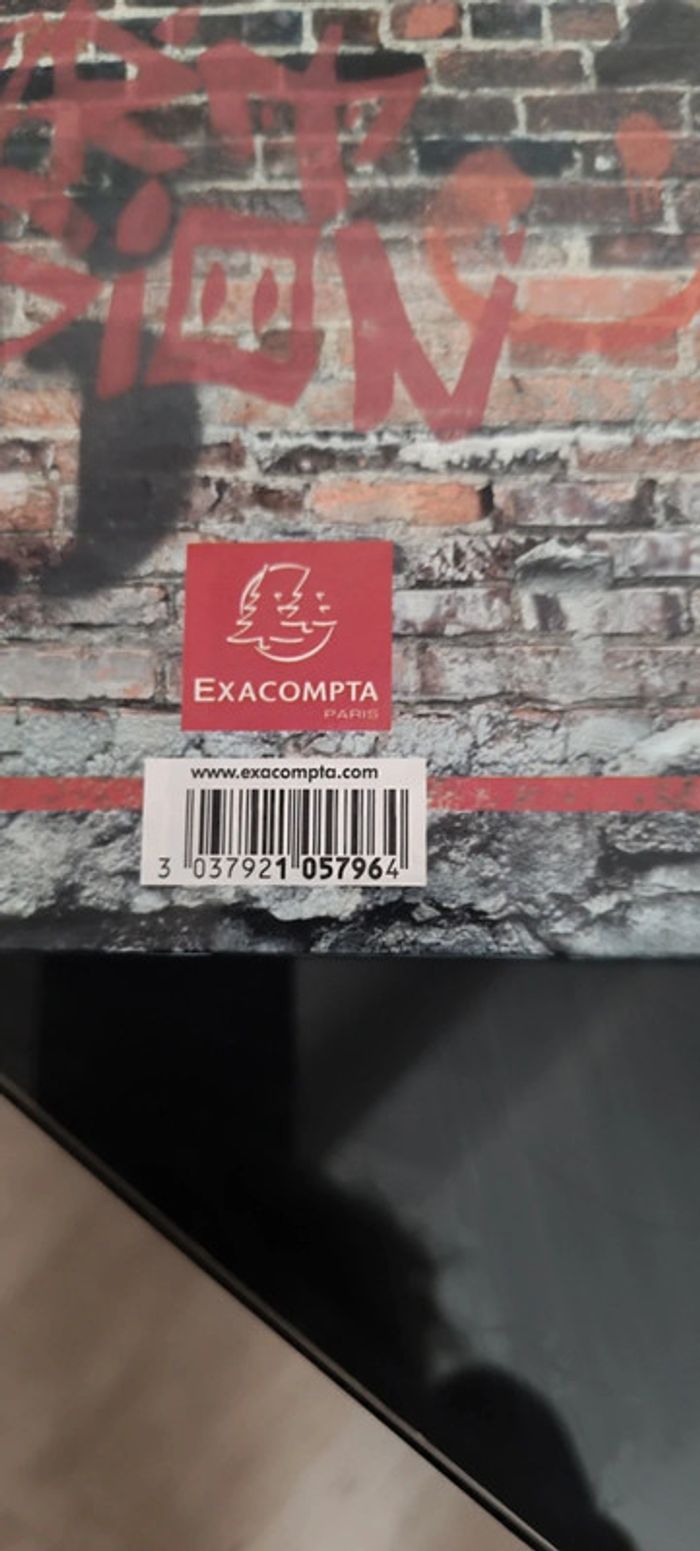 EXACOMPTA
PARIS
www.exacompta.com
3 037921 057964